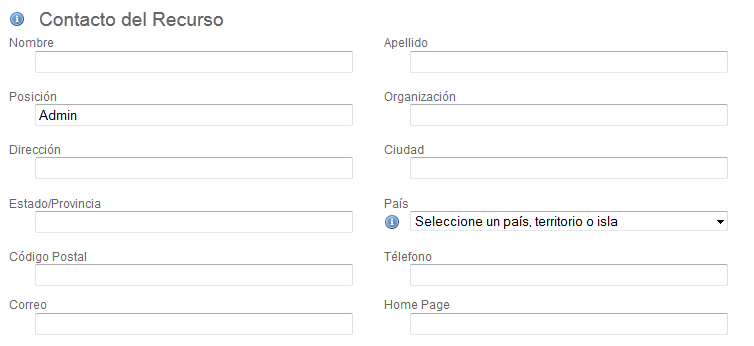 Contacto del Recurso
Nombre
Apellido
Posición
Admin
Organización
Dirección
Ciudad
Estado/Provincia
País
Seleccione un país, territorio o isla
Código Postal
Télefono
Correo
Home Page